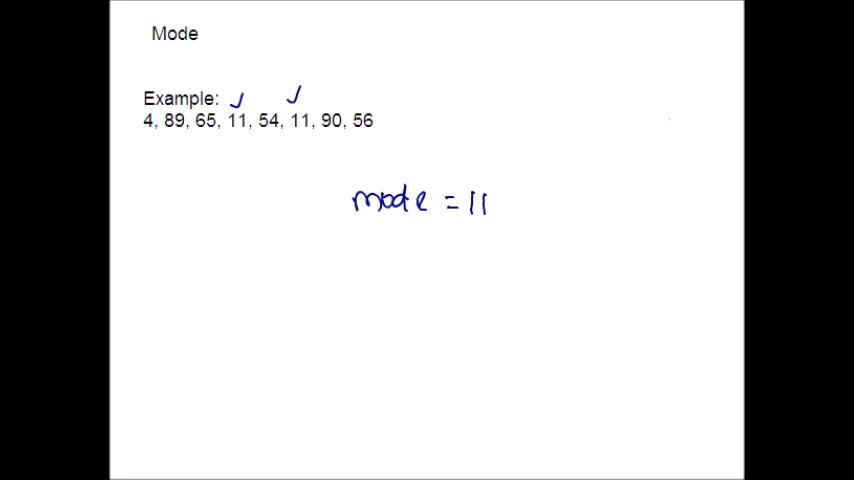 Mode
Example:
4, 89, 65, 11, 54, 11, 90, 56
mode = 11